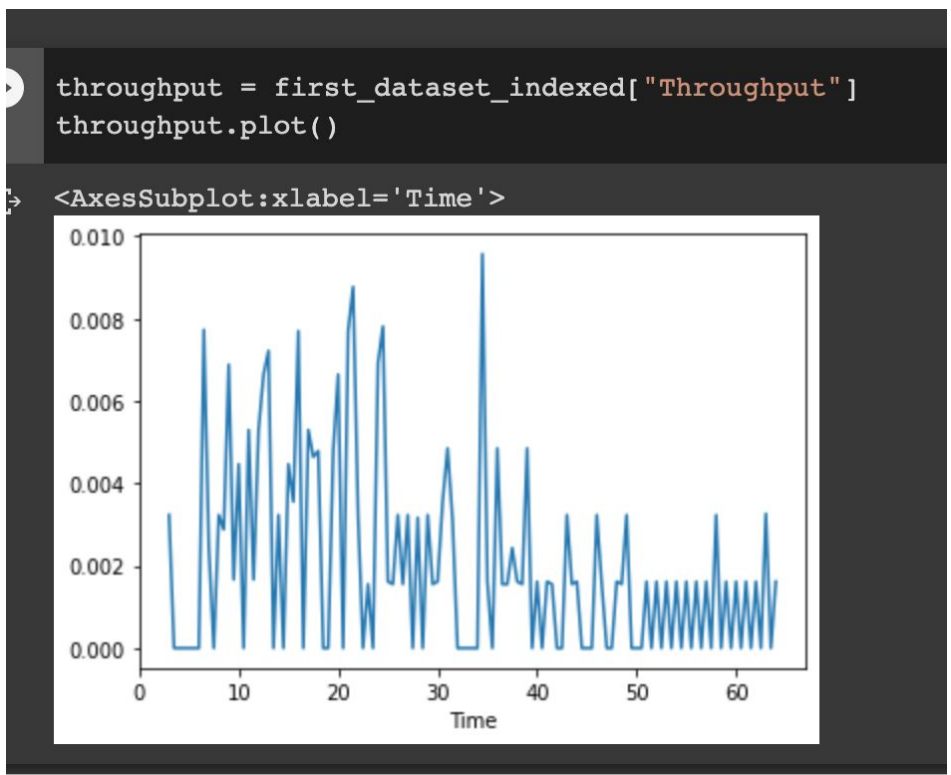 throughput = first_dataset_indexed["Throughput"]
throughput.plot()
<AxesSubplot:xlabel='Time'>
0.010
0.008
0.006
0.004
0.002
0.000
0 10 20 30 40 50 60
Time